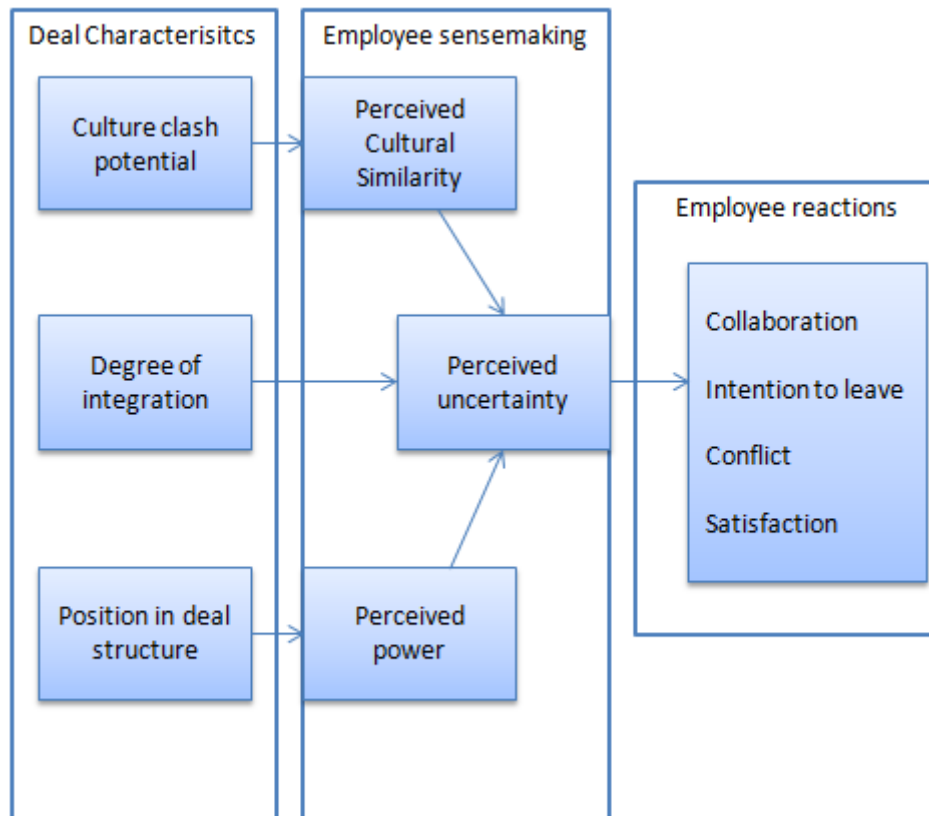 Deal Characterisitcs
Culture clash
potential
Degree of
integration
Position in deal
structure
Employee sensemaking
Perceived
Cultural
Similarity
Perceived
uncertainty
Perceived
power
Employee reactions
Collaboration
Intention to leave
Conflict
Satisfaction